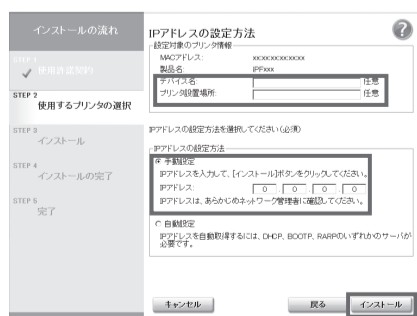 インストールの流れ
STEP 1
使用許諾契約
STEP 2
使用するプリンタの選択
STEP 3
インストール
STEP 4
インストールの完了
STEP 5
完了
IPアドレスの設定方法
?
設定対象のプリンタ情報
MACアドレス: xx:xx:xx:xx:xx:xx
製品名: iPFxxx
デバイス名: 任意
プリンタ設置場所: 任意
IPアドレスの設定方法を選択してください(必須)
IPアドレスの設定方法
手動設定
IPアドレスを入力して、[インストール]ボタンをクリックしてください。
IPアドレス: 0 . 0 . 0 . 0
IPアドレスは、あらかじめネットワーク管理者に確認してください。
自動設定
IPアドレスを自動取得するには、DHCP、BOOTP、RARPのいずれかのサーバが
必要です。
キャンセル 戻る インストール